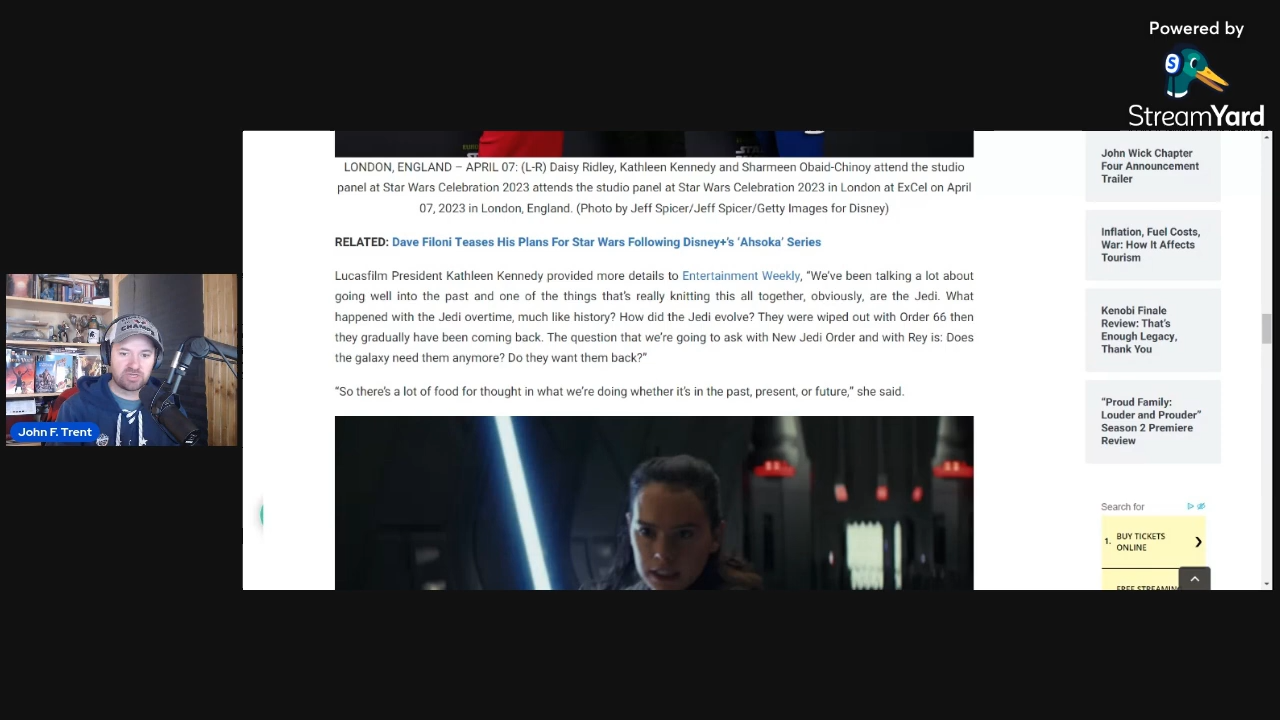 Powered by
S
StreamYard
LONDON, ENGLAND – APRIL 07: (L-R) Daisy Ridley, Kathleen Kennedy and Sharmeen Obaid-Chinoy attend the studio
panel at Star Wars Celebration 2023 attends the studio panel at Star Wars Celebration 2023 in London at ExCel on April
07, 2023 in London, England. (Photo by Jeff Spicer/Jeff Spicer/Getty Images for Disney)
RELATED: Dave Filoni Teases His Plans For Star Wars Following Disney+’s ‘Ahsoka’ Series
Lucasfilm President Kathleen Kennedy provided more details to Entertainment Weekly, “We’ve been talking a lot about
going well into the past and one of the things that’s really knitting this all together, obviously, are the Jedi. What
happened with the Jedi overtime, much like history? How did the Jedi evolve? They were wiped out with Order 66 then
they gradually have been coming back. The question that we’re going to ask with New Jedi Order and with Rey is: Does
the galaxy need them anymore? Do they want them back?”
“So there’s a lot of food for thought in what we’re doing whether it’s in the past, present, or future,” she said.
John Wick Chapter
Four Announcement
Trailer
Inflation, Fuel Costs,
War: How It Affects
Tourism
Kenobi Finale
Review: That’s
Enough Legacy,
Thank You
“Proud Family:
Louder and Prouder”
Season 2 Premiere
Review
Search for
1. BUY TICKETS
ONLINE
FREE STREAMING
John F. Trent